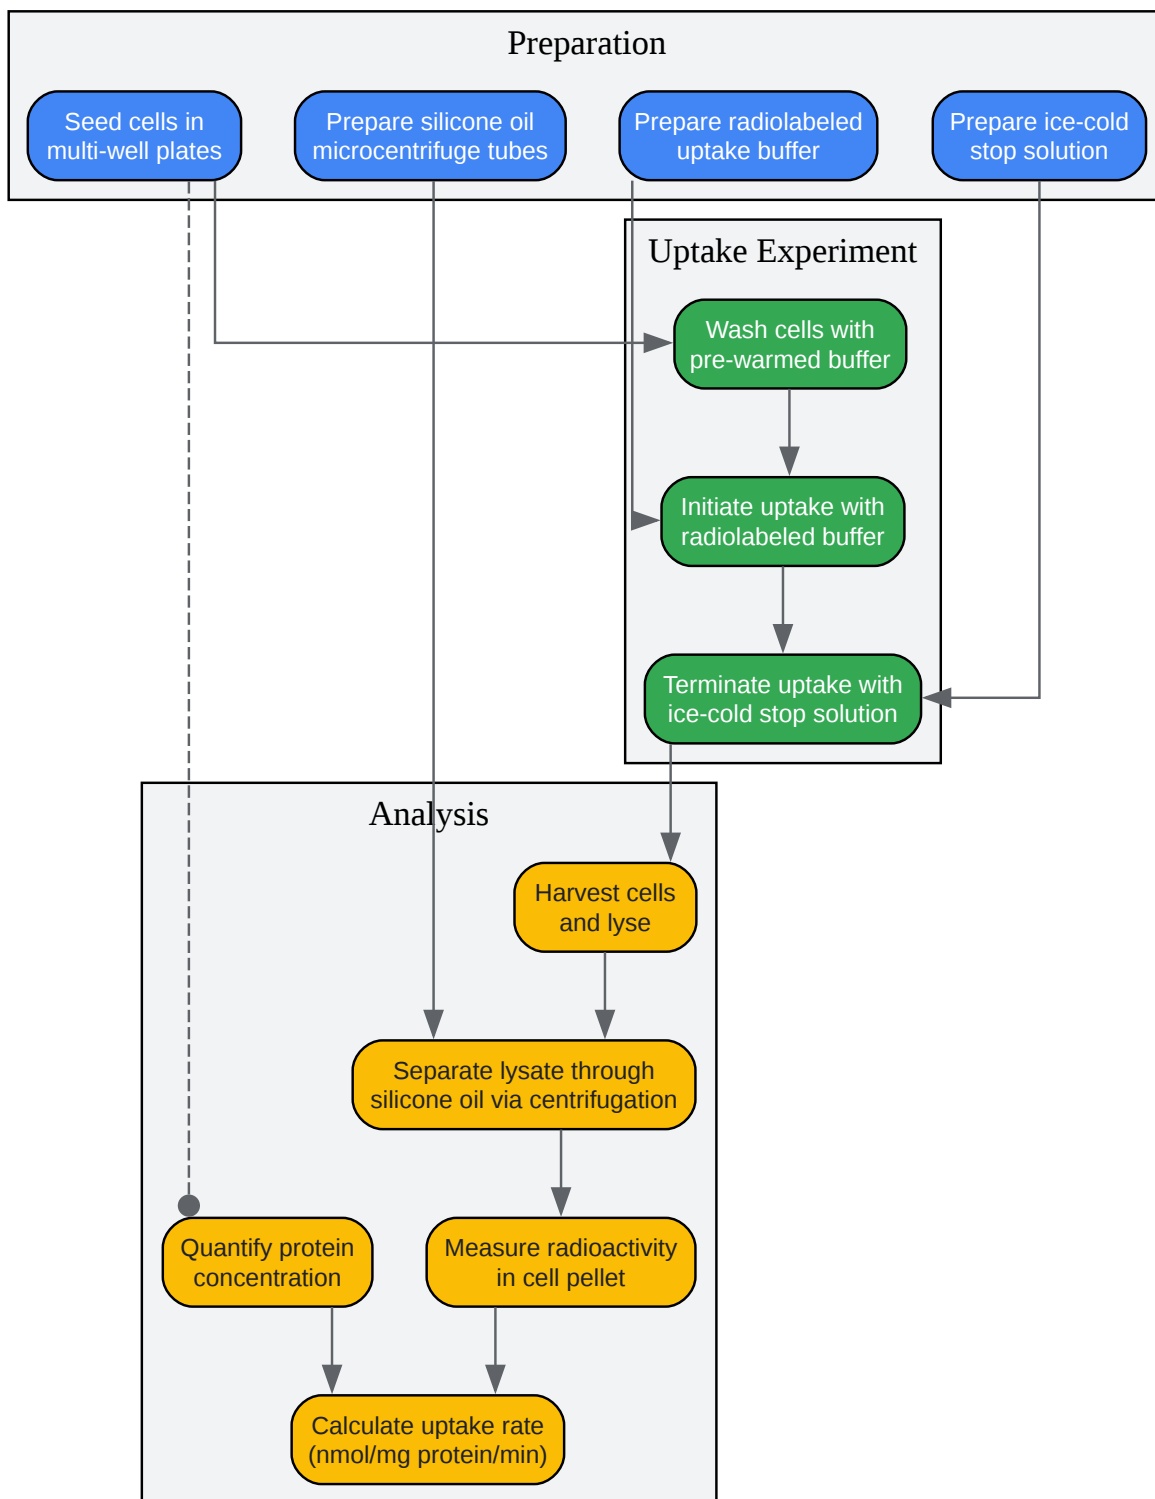 Preparation
Seed cells in
multi-well plates
Prepare silicone oil
microcentrifuge tubes
Prepare radiolabeled
uptake buffer
Prepare ice-cold
stop solution
Uptake Experiment
Wash cells with
pre-warmed buffer
Initiate uptake with
radiolabeled buffer
Terminate uptake with
ice-cold stop solution
Analysis
Harvest cells
and lyse
Separate lysate through
silicone oil via centrifugation
Quantify protein
concentration
Measure radioactivity
in cell pellet
Calculate uptake rate
(nmol/mg protein/min)